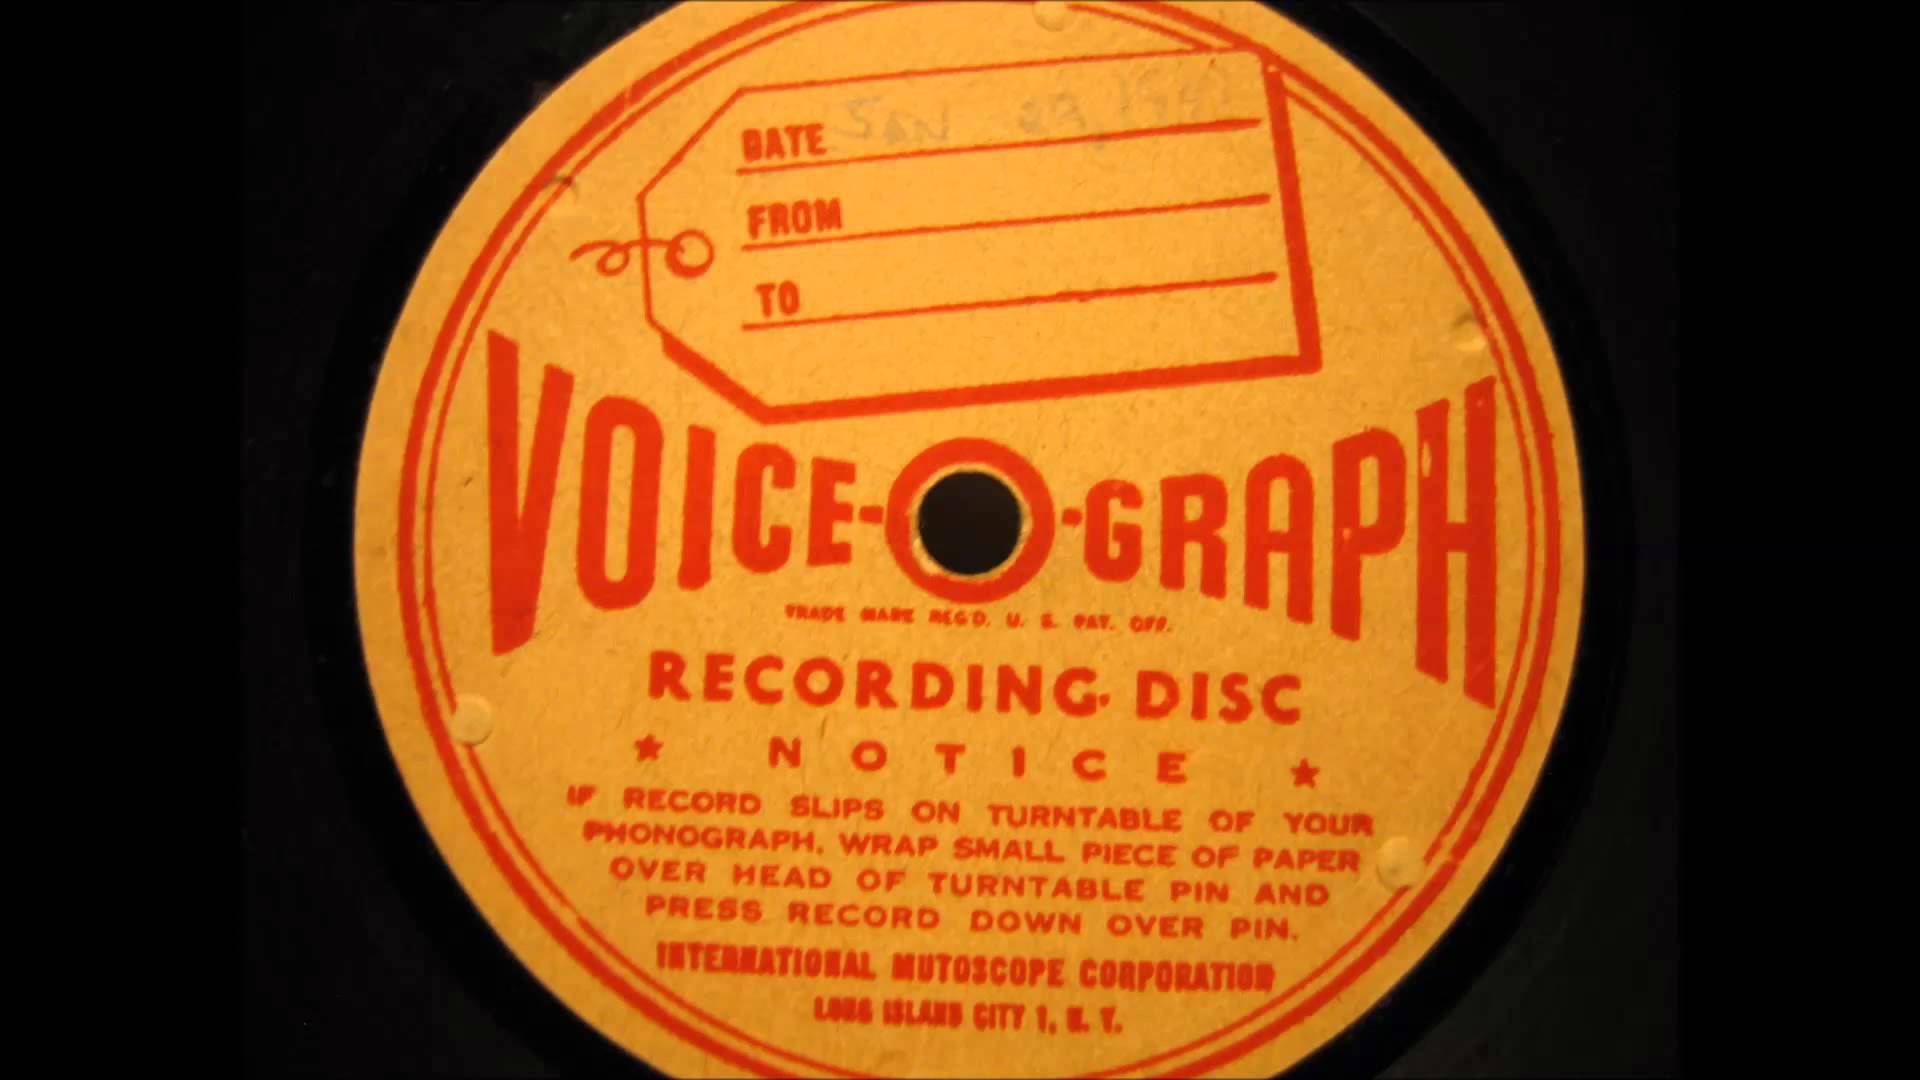 DATE JAN
FROM
TO
VOICE-O-GRAPH
TRADE MARK REG'D. U. S. PAT. OFF.
RECORDING DISC
★ NOTICE ★
IF RECORD SLIPS ON TURNTABLE OF YOUR
PHONOGRAPH, WRAP SMALL PIECE OF PAPER
OVER HEAD OF TURNTABLE PIN AND
PRESS RECORD DOWN OVER PIN.
INTERNATIONAL MUTOSCOPE CORPORATION
LONG ISLAND CITY 1, N. Y.